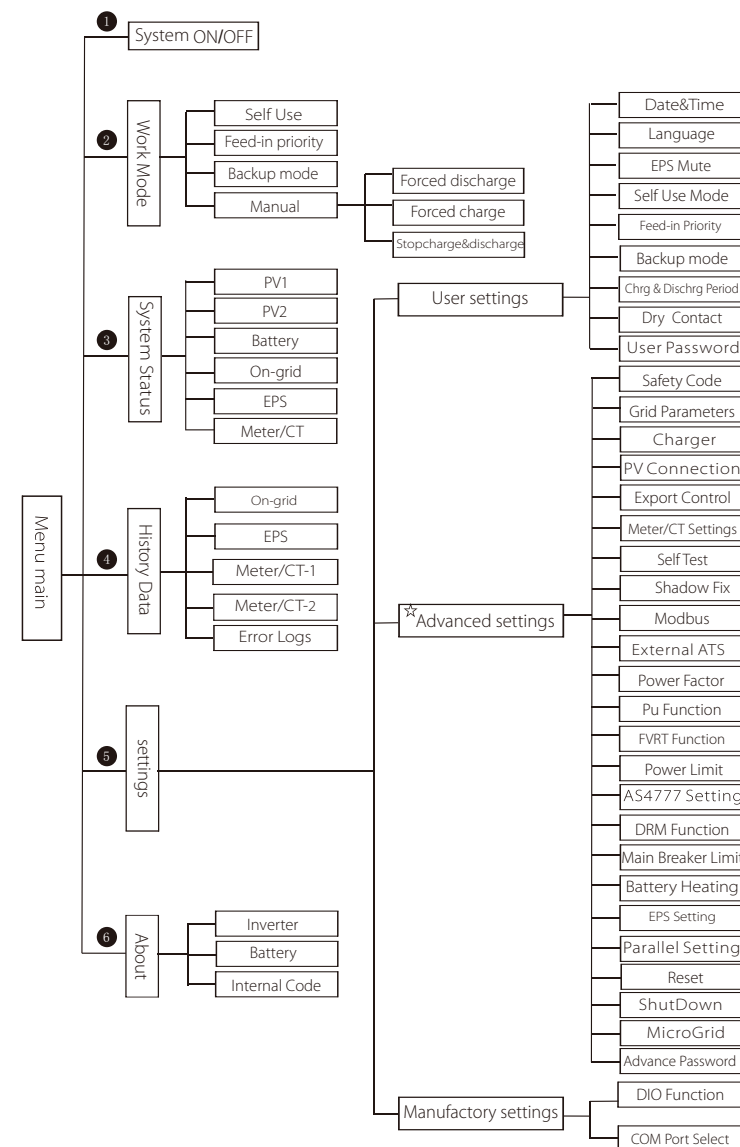 Menu main
1
System ON/OFF
2
Work Mode
Self Use
Feed-in priority
Backup mode
Manual
Forced discharge
Forced charge
Stopcharge&discharge
3
System Status
PV1
PV2
Battery
On-grid
EPS
Meter/CT
4
History Data
On-grid
EPS
Meter/CT-1
Meter/CT-2
Error Logs
5
settings
User settings
Date&Time
Language
EPS Mute
Self Use Mode
Feed-in Priority
Backup mode
Chrg & Dischrg Period
Dry Contact
User Password
☆Advanced settings
Safety Code
Grid Parameters
Charger
PV Connection
Export Control
Meter/CT Settings
Self Test
Shadow Fix
Modbus
External ATS
Power Factor
Pu Function
FVRT Function
Power Limit
AS4777 Setting
DRM Function
Main Breaker Limit
Battery Heating
EPS Setting
Parallel Setting
Reset
ShutDown
MicroGrid
Advance Password
Manufactory settings
DIO Function
COM Port Select
6
About
Inverter
Battery
Internal Code